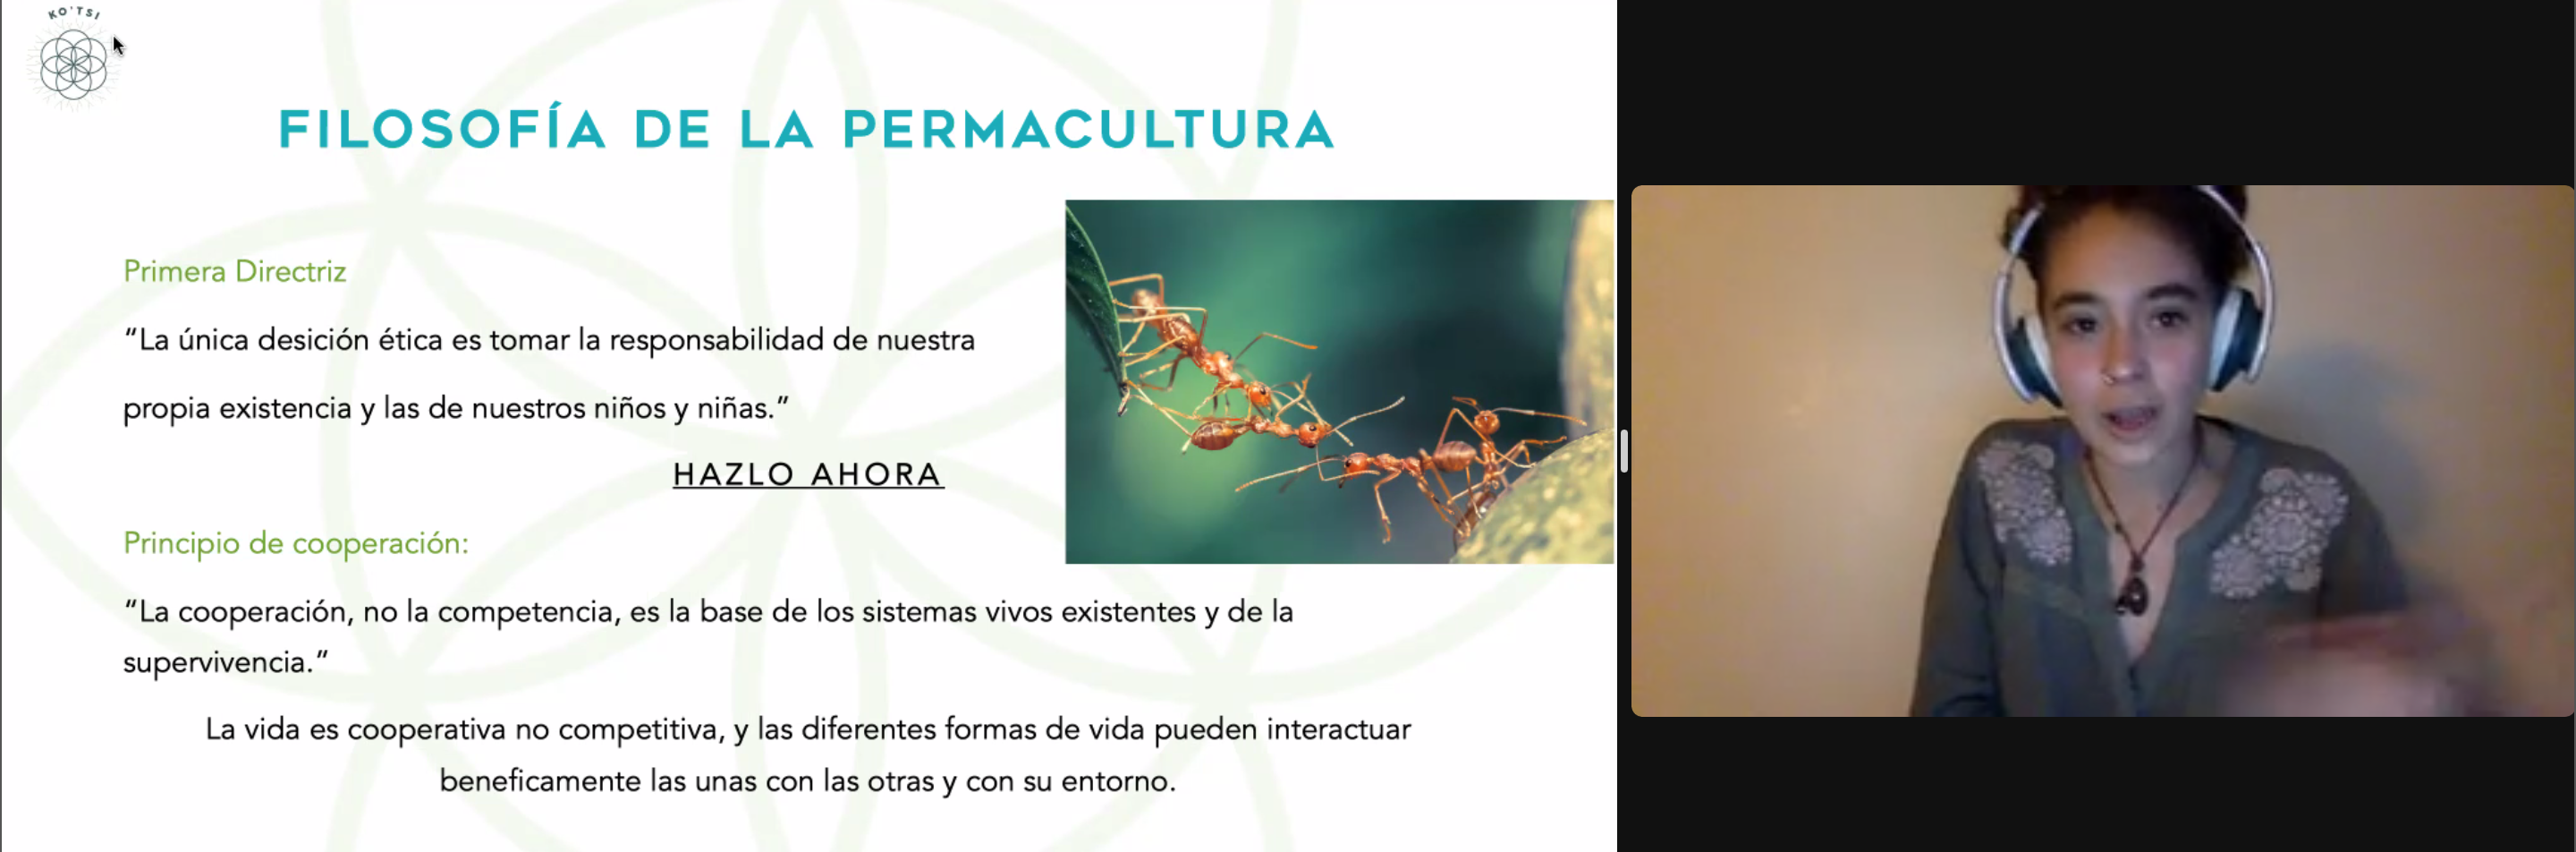 KO'TSI
FILOSOFÍA DE LA PERMACULTURA
Primera Directriz
“La única desición ética es tomar la responsabilidad de nuestra
propia existencia y las de nuestros niños y niñas.”
HAZLO AHORA
Principio de cooperación:
“La cooperación, no la competencia, es la base de los sistemas vivos existentes y de la
supervivencia.”
La vida es cooperativa no competitiva, y las diferentes formas de vida pueden interactuar
beneficamente las unas con las otras y con su entorno.